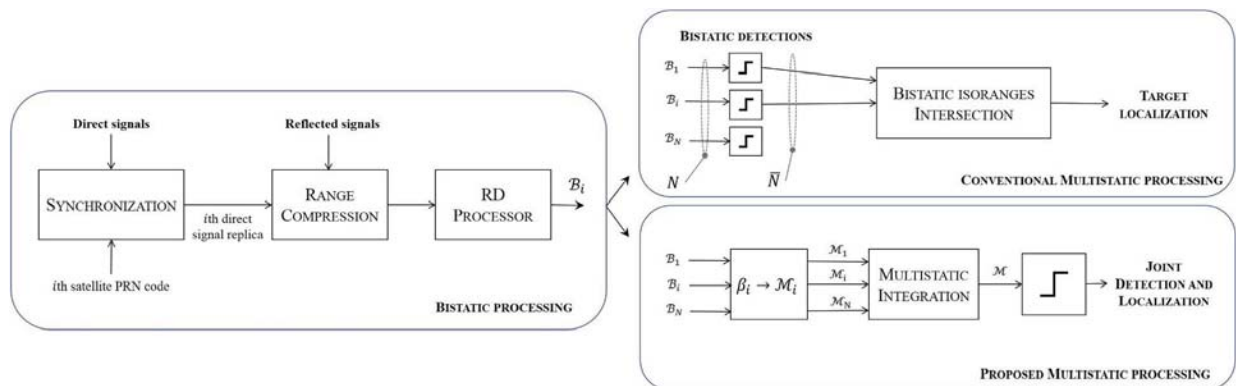 Direct signals
Reflected signals
SYNCHRONIZATION
ith direct
signal replica
RANGE
COMPRESSION
RD
PROCESSOR
ℬi
ith satellite PRN code
BISTATIC PROCESSING
BISTATIC DETECTIONS
ℬ1
ℬi
ℬN
N
N̅
BISTATIC ISORANGES
INTERSECTION
TARGET
LOCALIZATION
CONVENTIONAL MULTISTATIC PROCESSING
ℬ1
ℬi
ℬN
βi → ℳi
ℳ1
ℳi
ℳN
MULTISTATIC
INTEGRATION
ℳ
JOINT
DETECTION AND
LOCALIZATION
PROPOSED MULTISTATIC PROCESSING